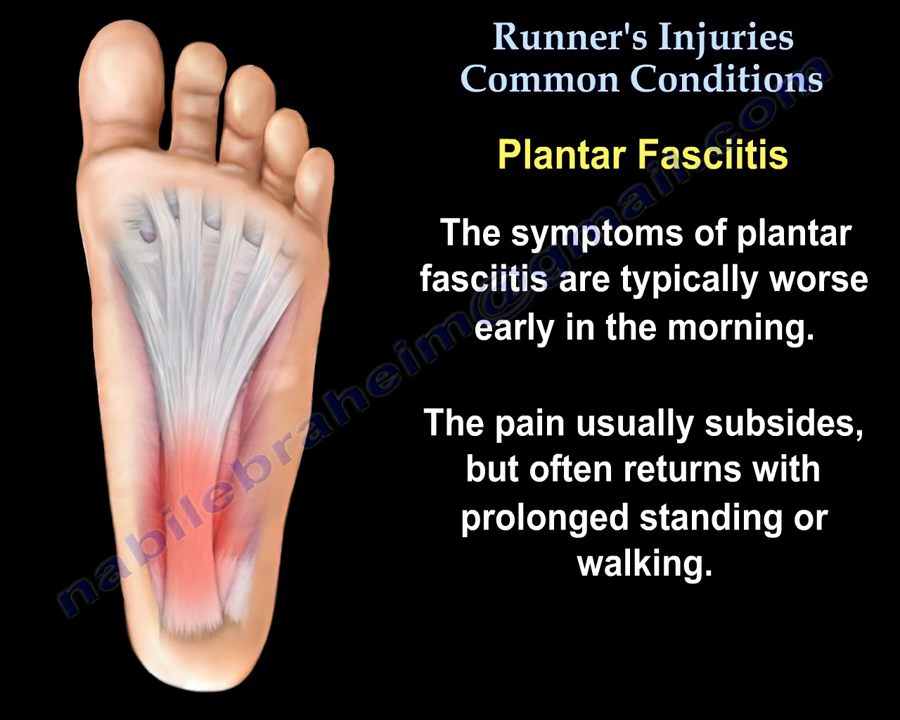 Runner's Injuries
Common Conditions
Plantar Fasciitis
The symptoms of plantar
fasciitis are typically worse
early in the morning.
The pain usually subsides,
but often returns with
prolonged standing or
walking.
nabilebraheim@gmail.com